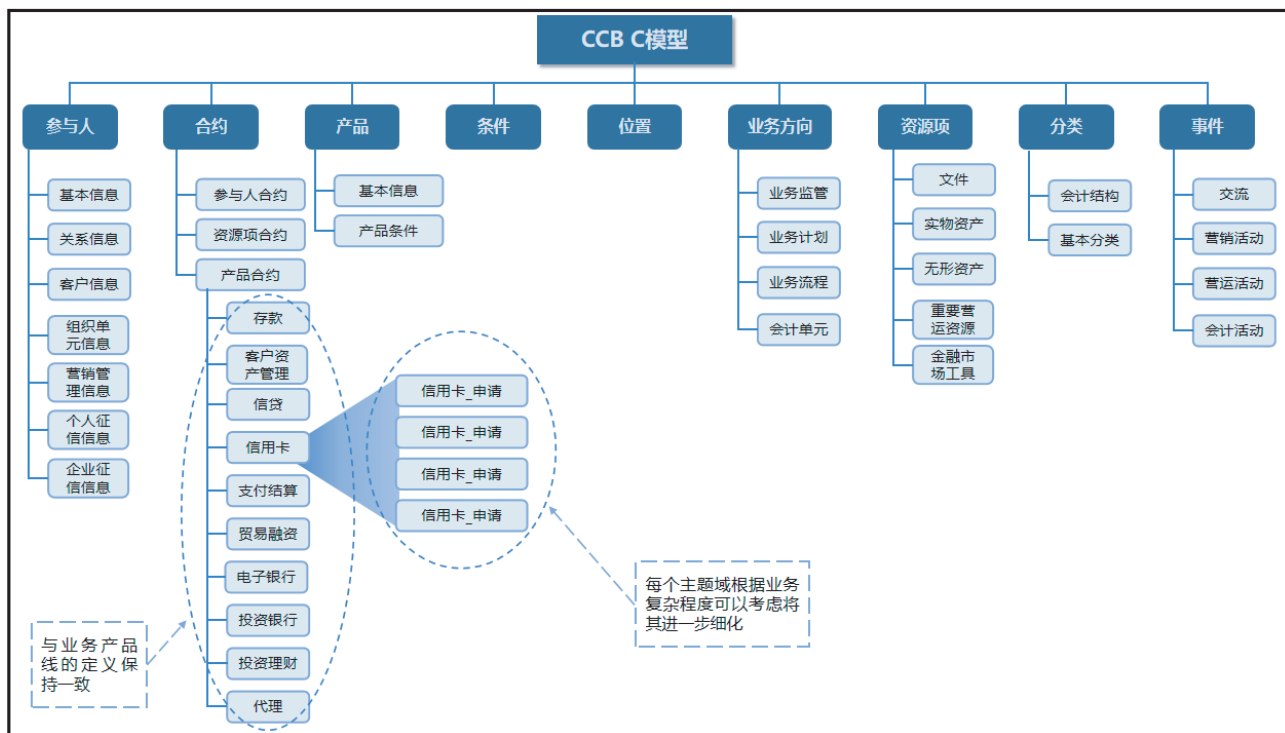 CCB C模型
参与人
合约
产品
条件
位置
业务方向
资源项
分类
事件
基本信息
关系信息
客户信息
组织单
元信息
营销管
理信息
个人征
信信息
企业征
信信息
参与人合约
资源项合约
产品合约
存款
客户资
产管理
信贷
信用卡
支付结算
贸易融资
电子银行
投资银行
投资理财
代理
基本信息
产品条件
信用卡_申请
信用卡_申请
信用卡_申请
信用卡_申请
业务监管
业务计划
业务流程
会计单元
文件
实物资产
无形资产
重要营
运资源
金融市
场工具
会计结构
基本分类
交流
营销活动
营运活动
会计活动
与业务产品
线的定义保
持一致
每个主题域根据业务
复杂程度可以考虑将
其进一步细化